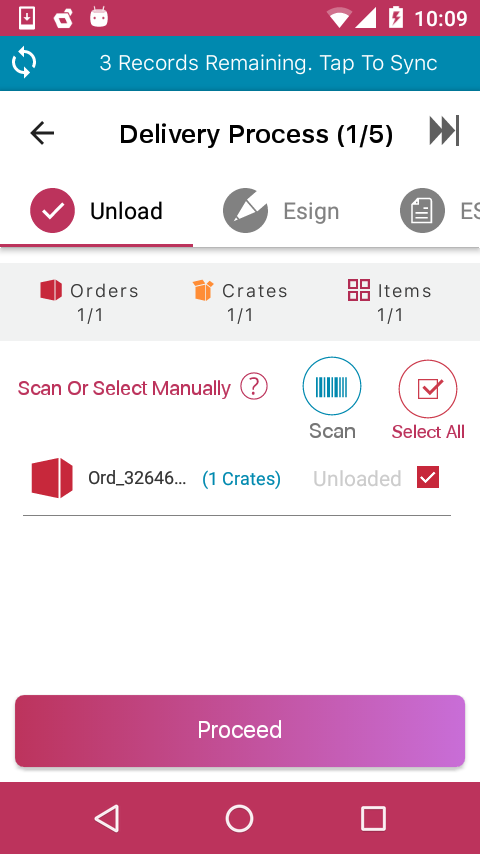 10:09
3 Records Remaining. Tap To Sync
Delivery Process (1/5)
Unload
Esign
ES
Orders
1/1
Crates
1/1
Items
1/1
Scan Or Select Manually ?
Scan
Select All
Ord_32646... (1 Crates) Unloaded
Proceed